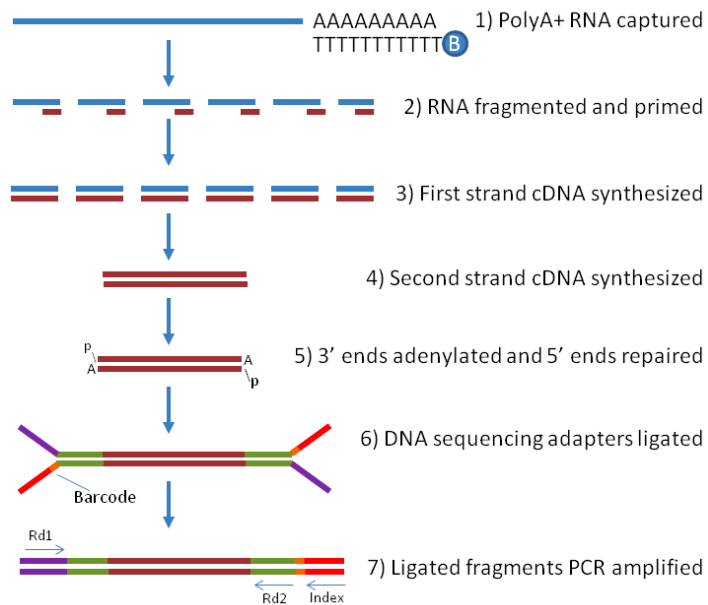 AAAAAAAAA
TTTTTTTTTTT B
1) PolyA+ RNA captured
2) RNA fragmented and primed
3) First strand cDNA synthesized
4) Second strand cDNA synthesized
p
A
A
p
5) 3’ ends adenylated and 5’ ends repaired
6) DNA sequencing adapters ligated
Barcode
Rd1
7) Ligated fragments PCR amplified
Rd2
Index